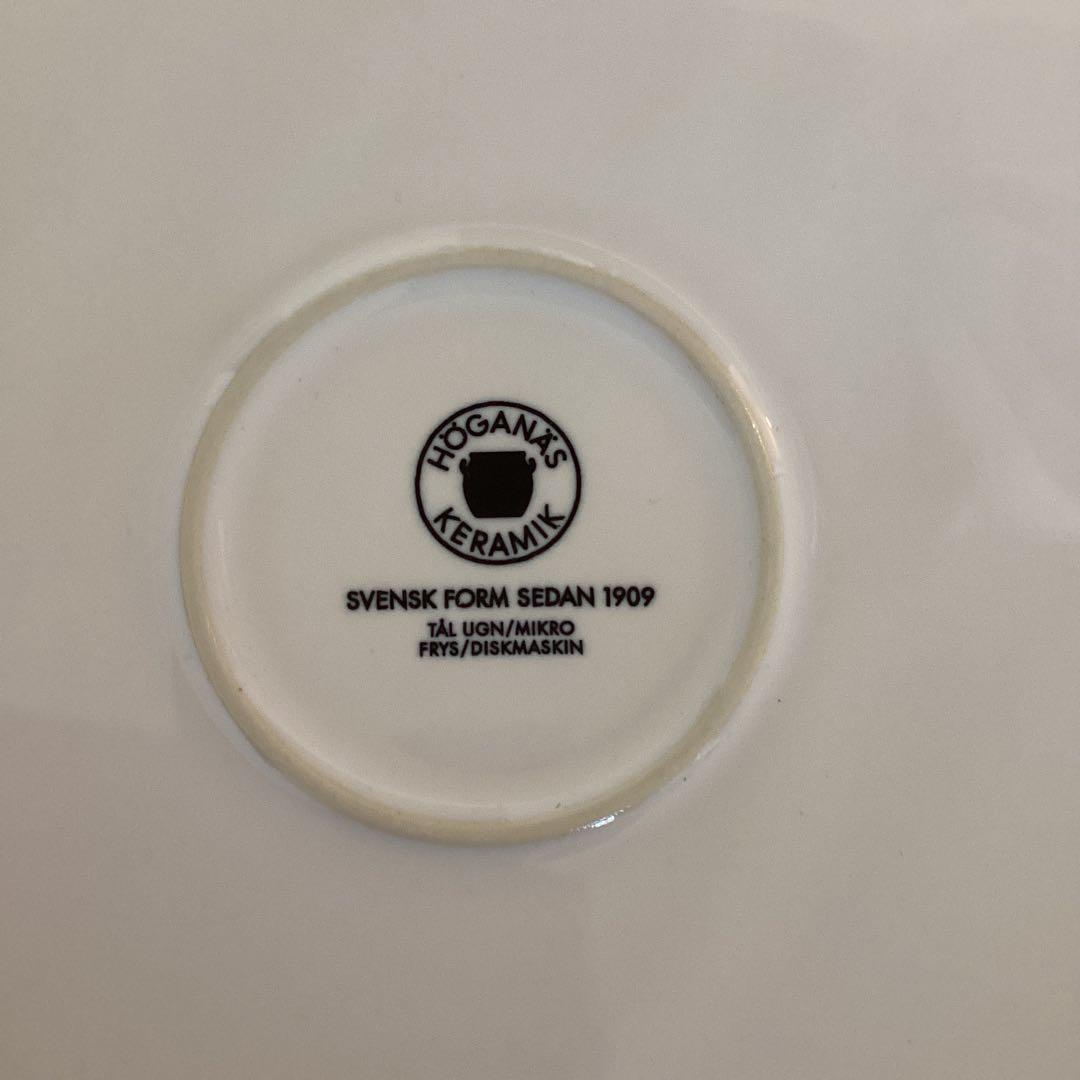 HÖGANÄS
KERAMIK
SVENSK FORM SEDAN 1909
TÅL UGN/MIKRO
FRYS/DISKMASKIN